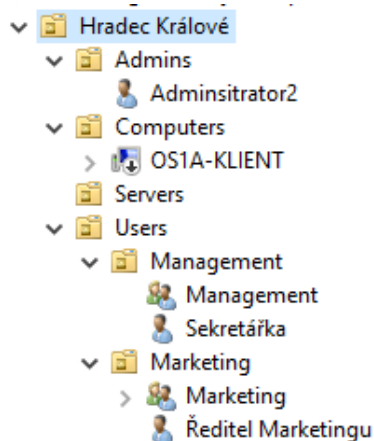 Hradec Králové
Admins
Adminsitrator2
Computers
OS1A-KLIENT
Servers
Users
Management
Management
Sekretářka
Marketing
Marketing
Ředitel Marketingu